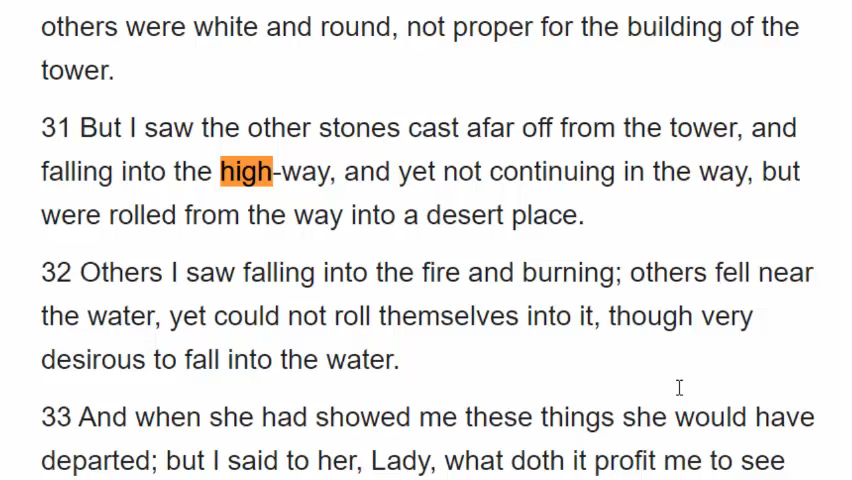 others were white and round, not proper for the building of the
tower.
31 But I saw the other stones cast afar off from the tower, and
falling into the high-way, and yet not continuing in the way, but
were rolled from the way into a desert place.
32 Others I saw falling into the fire and burning; others fell near
the water, yet could not roll themselves into it, though very
desirous to fall into the water.
33 And when she had showed me these things she would have
departed; but I said to her, Lady, what doth it profit me to see